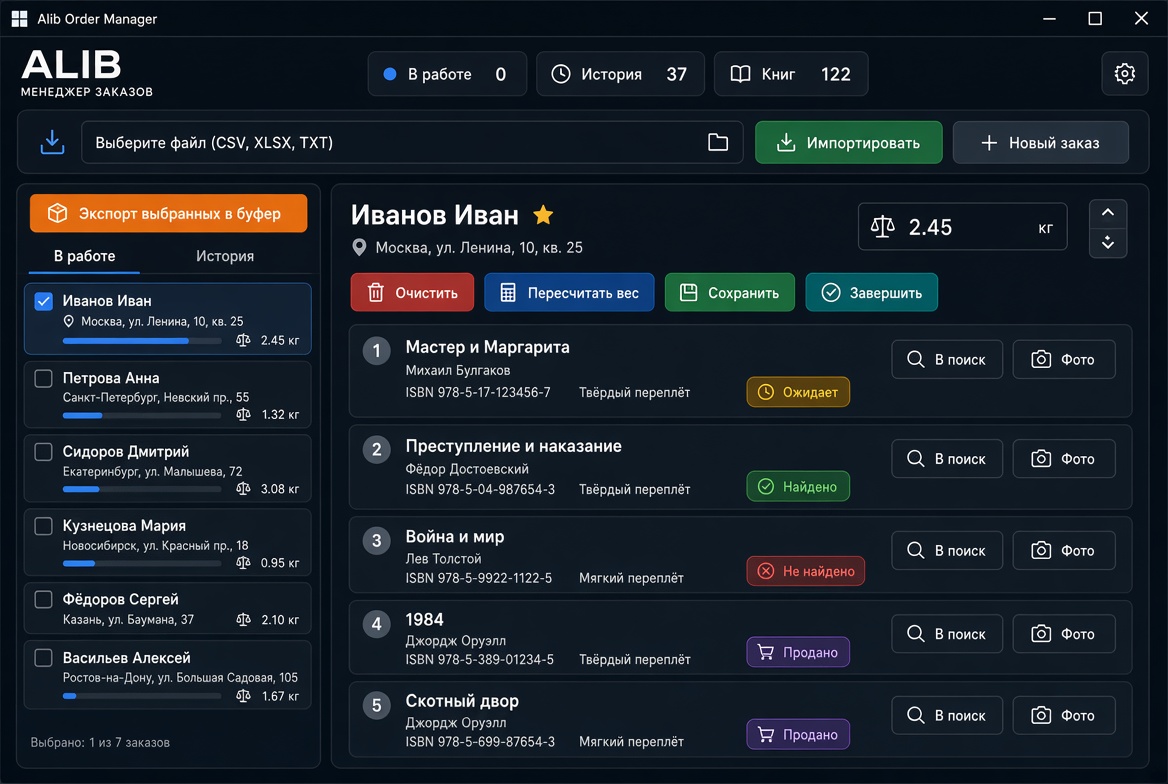 Alib Order Manager
ALIB
МЕНЕДЖЕР ЗАКАЗОВ
В работе 0
История 37
Книг 122
Выберите файл (CSV, XLSX, TXT)
Импортировать
Новый заказ
Экспорт выбранных в буфер
В работе История
Иванов Иван
Москва, ул. Ленина, 10, кв. 25
2.45 кг
Петрова Анна
Санкт-Петербург, Невский пр., 55
1.32 кг
Сидоров Дмитрий
Екатеринбург, ул. Малышева, 72
3.08 кг
Кузнецова Мария
Новосибирск, ул. Красный пр., 18
0.95 кг
Фёдоров Сергей
Казань, ул. Баумана, 37 2.10 кг
Васильев Алексей
Ростов-на-Дону, ул. Большая Садовая, 105
1.67 кг
Выбрано: 1 из 7 заказов
Иванов Иван
Москва, ул. Ленина, 10, кв. 25
2.45 кг
Очистить
Пересчитать вес
Сохранить
Завершить
1 Мастер и Маргарита
Михаил Булгаков
ISBN 978-5-17-123456-7 Твёрдый переплёт
Ожидает
В поиск Фото
2 Преступление и наказание
Фёдор Достоевский
ISBN 978-5-04-987654-3 Твёрдый переплёт
Найдено
В поиск Фото
3 Война и мир
Лев Толстой
ISBN 978-5-9922-1122-5 Мягкий переплёт
Не найдено
В поиск Фото
4 1984
Джордж Оруэлл
ISBN 978-5-389-01234-5 Твёрдый переплёт
Продано
В поиск Фото
5 Скотный двор
Джордж Оруэлл
ISBN 978-5-699-87654-3 Мягкий переплёт
Продано
В поиск Фото